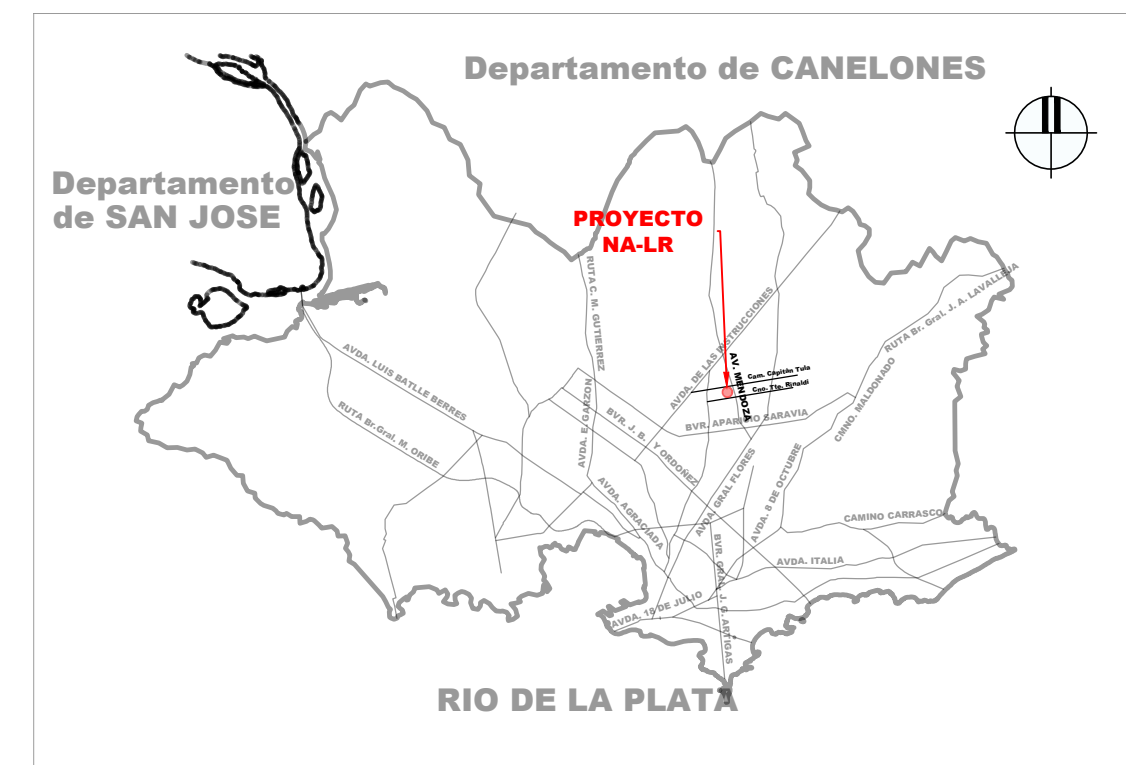 Departamento de CANELONES
Departamento
de SAN JOSE
PROYECTO
NA-LR
RUTA C. M. GUTIERREZ
AVDA. DE LAS INSTRUCCIONES
RUTA Br. Gral. J. A. LAVALLEJA
AV. MENDOZA
Cam. Capitán Tula
Cno. Tte. Rinaldi
AVDA. LUIS BATLLE BERRES
RUTA Br.Gral. M. ORIBE
AVDA. E. GARZON
BVR. J. B. Y ORDOÑEZ
BVR. APARICIO SARAVIA
CMNO. MALDONADO
AVDA. AGRACIADA
AVDA. GRAL FLORES
AVDA. 8 DE OCTUBRE
CAMINO CARRASCO
AVDA. ITALIA
BVR. GRAL. J. G. ARTIGAS
AVDA. 18 DE JULIO
RIO DE LA PLATA